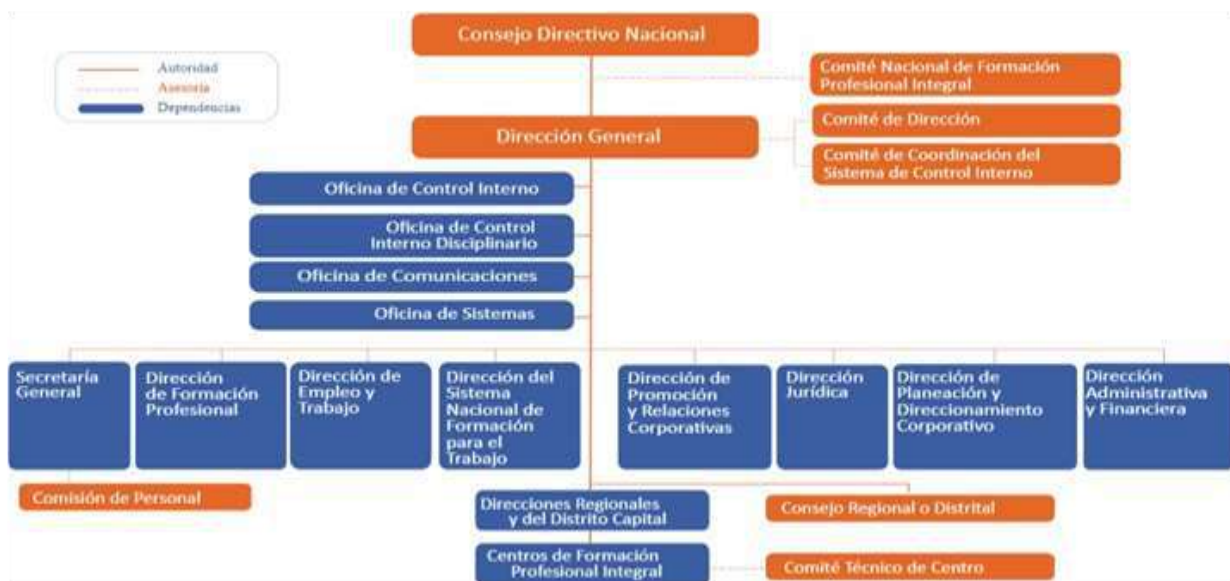 Consejo Directivo Nacional
Autoridad
Asesoría
Dependencias
Comité Nacional de Formación
Profesional Integral
Dirección General
Comité de Dirección
Comité de Coordinación del
Sistema de Control Interno
Oficina de Control Interno
Oficina de Control
Interno Disciplinario
Oficina de Comunicaciones
Oficina de Sistemas
Secretaría
General
Dirección
de Formación
Profesional
Dirección de
Empleo y
Trabajo
Dirección del
Sistema
Nacional de
Formación
para el
Trabajo
Dirección de
Promoción
y Relaciones
Corporativas
Dirección
Jurídica
Dirección de
Planeación y
Direccionamiento
Corporativo
Dirección
Administrativa
y Financiera
Comisión de Personal
Direcciones Regionales
y del Distrito Capital
Consejo Regional o Distrital
Centros de Formación
Profesional Integral
Comité Técnico de Centro